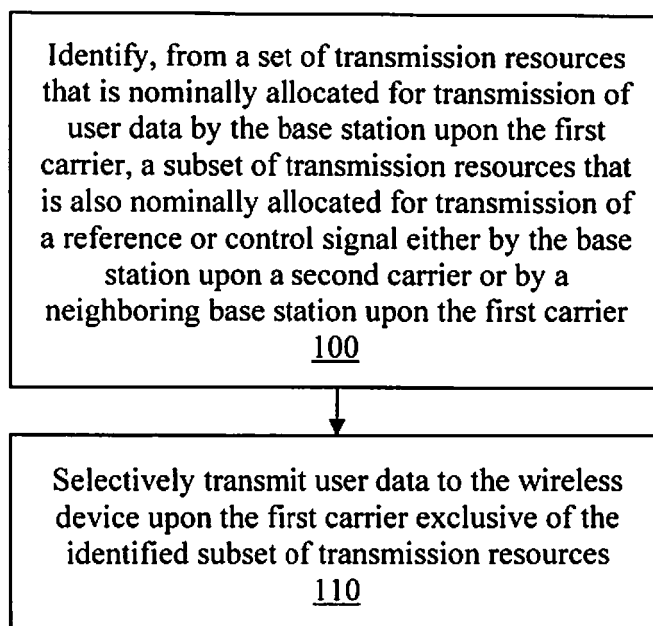 Identify, from a set of transmission resources
that is nominally allocated for transmission of
user data by the base station upon the first
carrier, a subset of transmission resources that
is also nominally allocated for transmission of
a reference or control signal either by the base
station upon a second carrier or by a
neighboring base station upon the first carrier
100
Selectively transmit user data to the wireless
device upon the first carrier exclusive of the
identified subset of transmission resources
110